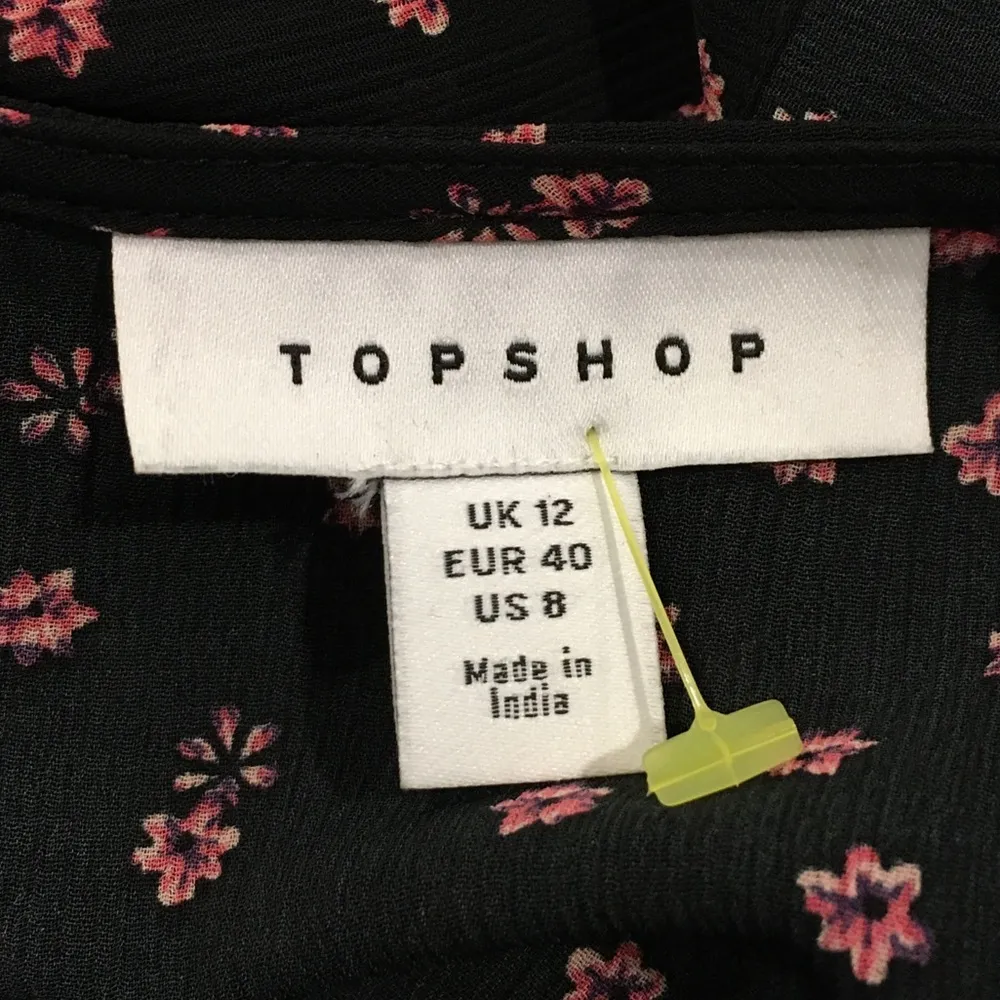 TOPSHOP
UK 12
EUR 40
US 8
Made in
India